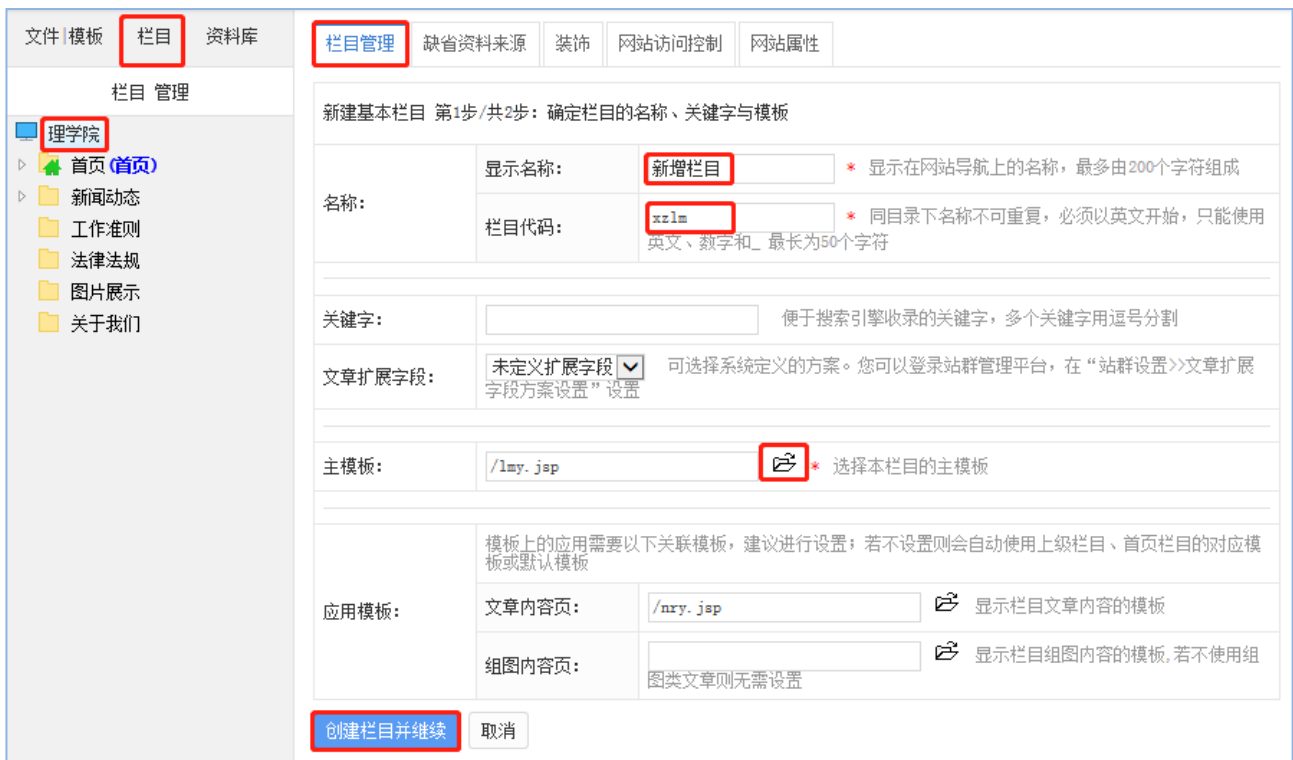 文件|模板 栏目 资料库
栏目 管理
理学院
首页(首页)
新闻动态
工作准则
法律法规
图片展示
关于我们
栏目管理 缺省资料来源 装饰 网站访问控制 网站属性
新建基本栏目 第1步/共2步：确定栏目的名称、关键字与模板
名称：
显示名称： 新增栏目 * 显示在网站导航上的名称，最多由200个字符组成
栏目代码： xzlm * 同目录下名称不可重复，必须以英文开始，只能使用
英文、数字和_ 最长为50个字符
关键字： 便于搜索引擎收录的关键字，多个关键字用逗号分割
文章扩展字段： 未定义扩展字段 可选择系统定义的方案。您可以登录站群管理平台，在“站群设置>>文章扩展
字段方案设置”设置
主模板： /lmy.jsp * 选择本栏目的主模板
应用模板：
模板上的应用需要以下关联模板，建议进行设置；若不设置则会自动使用上级栏目、首页栏目的对应模
板或默认模板
文章内容页： /nry.jsp 显示栏目文章内容的模板
组图内容页： 显示栏目组图内容的模板,若不使用组
图类文章则无需设置
创建栏目并继续 取消